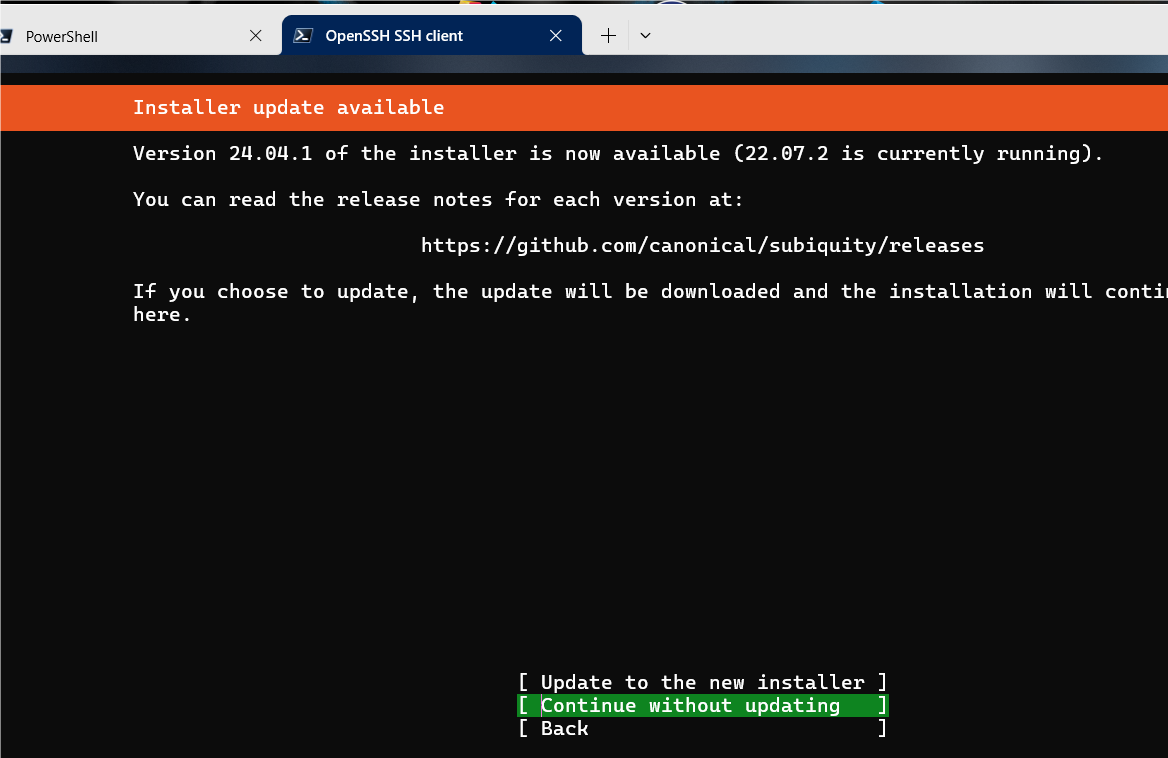 PowerShell
OpenSSH SSH client
Installer update available
Version 24.04.1 of the installer is now available (22.07.2 is currently running).
You can read the release notes for each version at:
https://github.com/canonical/subiquity/releases
If you choose to update, the update will be downloaded and the installation will contin
here.
[ Update to the new installer ]
[ Continue without updating ]
[ Back ]